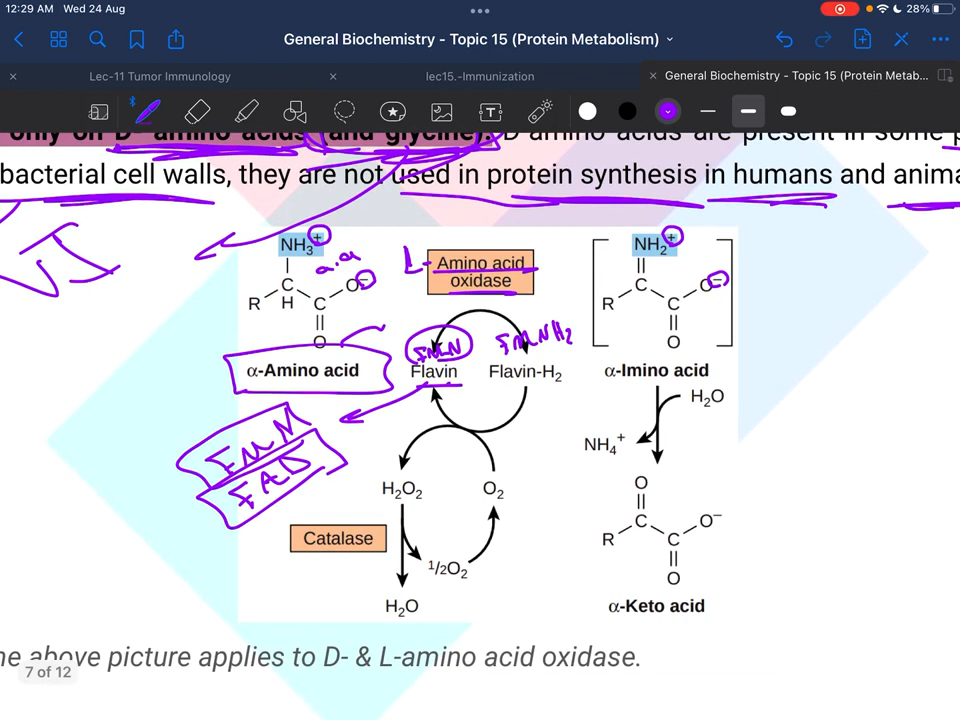 12:29 AM Wed 24 Aug
28%
General Biochemistry - Topic 15 (Protein Metabolism)
Lec-11 Tumor Immunology
lec15.-Immunization
General Biochemistry - Topic 15 (Protein Metab...
only on D- amino acids (and glycine). D amino acids are present in some
bacterial cell walls, they are not used in protein synthesis in humans and anima
NH3+
a.a
L-
Amino acid
oxidase
NH2+
R
C
H
C
O−
O
R
C
C
O−
O
FMN
FMNH2
α-Amino acid
Flavin
Flavin-H2
α-Imino acid
H2O
FMN
FAD
NH4+
H2O2
O2
O
C
O−
R
C
O
Catalase
1/2O2
H2O
α-Keto acid
he above picture applies to D- & L-amino acid oxidase.
7 of 12